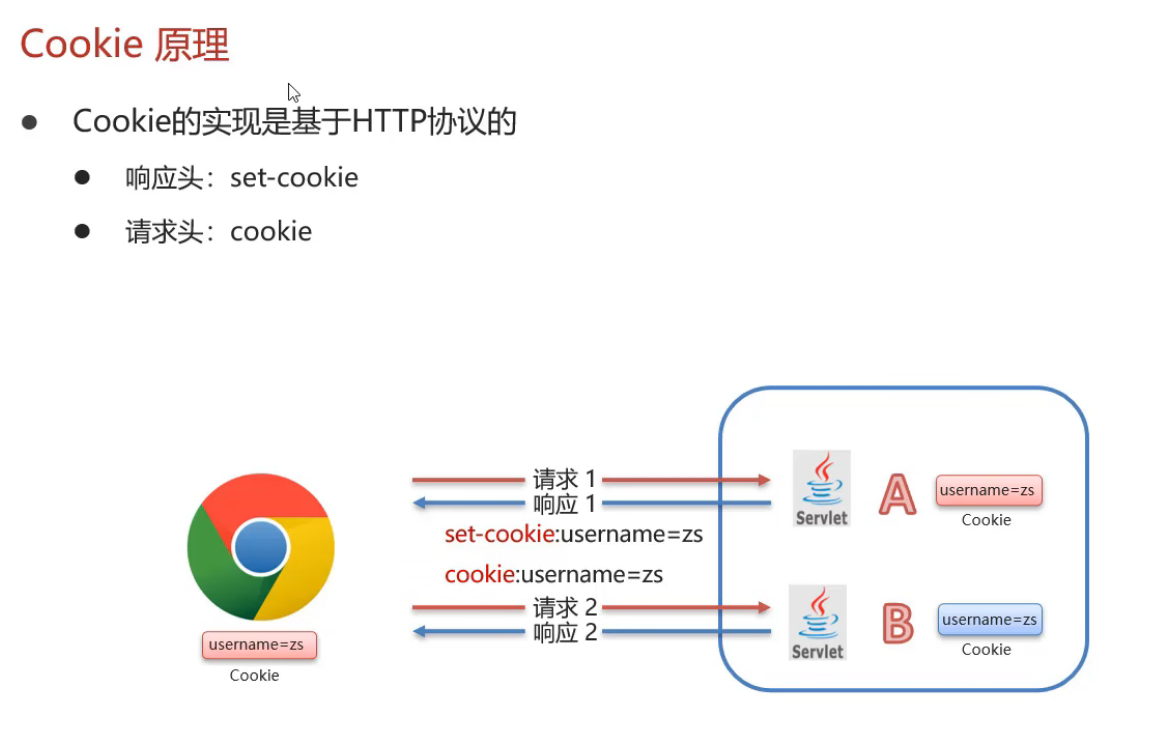 Cookie 原理
● Cookie的实现是基于HTTP协议的
● 响应头：set-cookie
● 请求头：cookie
请求 1
响应 1
set-cookie:username=zs
cookie:username=zs
请求 2
响应 2
username=zs
Cookie
Servlet
A
username=zs
Cookie
Servlet
B
username=zs
Cookie